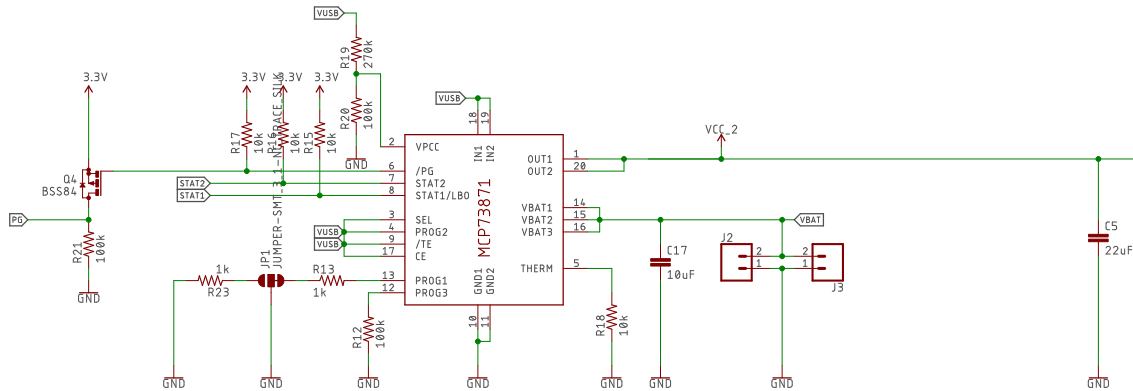 VUSB
R19
270k
3.3V
3.3V
3.3V
3.3V
R20
100k
VUSB
R17
10k
R16
10k
R15
10k
JUMPER-SMT_3_1-NC_TRACE_SILK
GND
18
19
IN1
IN2
VCC_2
2
VPCC
6
/PG
7
STAT2
8
STAT1/LBO
3
SEL
4
PROG2
9
/TE
17
CE
13
PROG1
12
PROG3
MCP73871
OUT1
1
OUT2
20
VBAT1
14
VBAT2
15
VBAT3
16
THERM
5
GND1
GND2
10
11
Q4
BSS84
STAT2
STAT1
PG
R21
100k
GND
VUSB
VUSB
JP1
1k
R23
R13
1k
R12
100k
R18
10k
C17
10uF
VBAT
J2
2
1
2
1
J3
C5
22uF
GND
GND
GND
GND
GND
GND
GND
GND